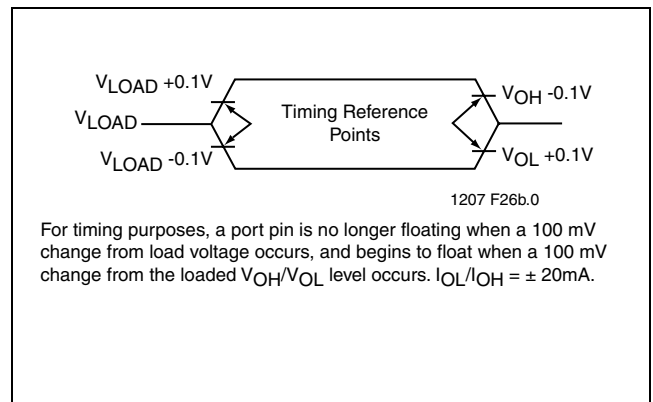 VLOAD +0.1V
VLOAD
VLOAD -0.1V
Timing Reference
Points
VOH -0.1V
VOL +0.1V
1207 F26b.0
For timing purposes, a port pin is no longer floating when a 100 mV
change from load voltage occurs, and begins to float when a 100 mV
change from the loaded VOH/VOL level occurs. IOL/IOH = ± 20mA.